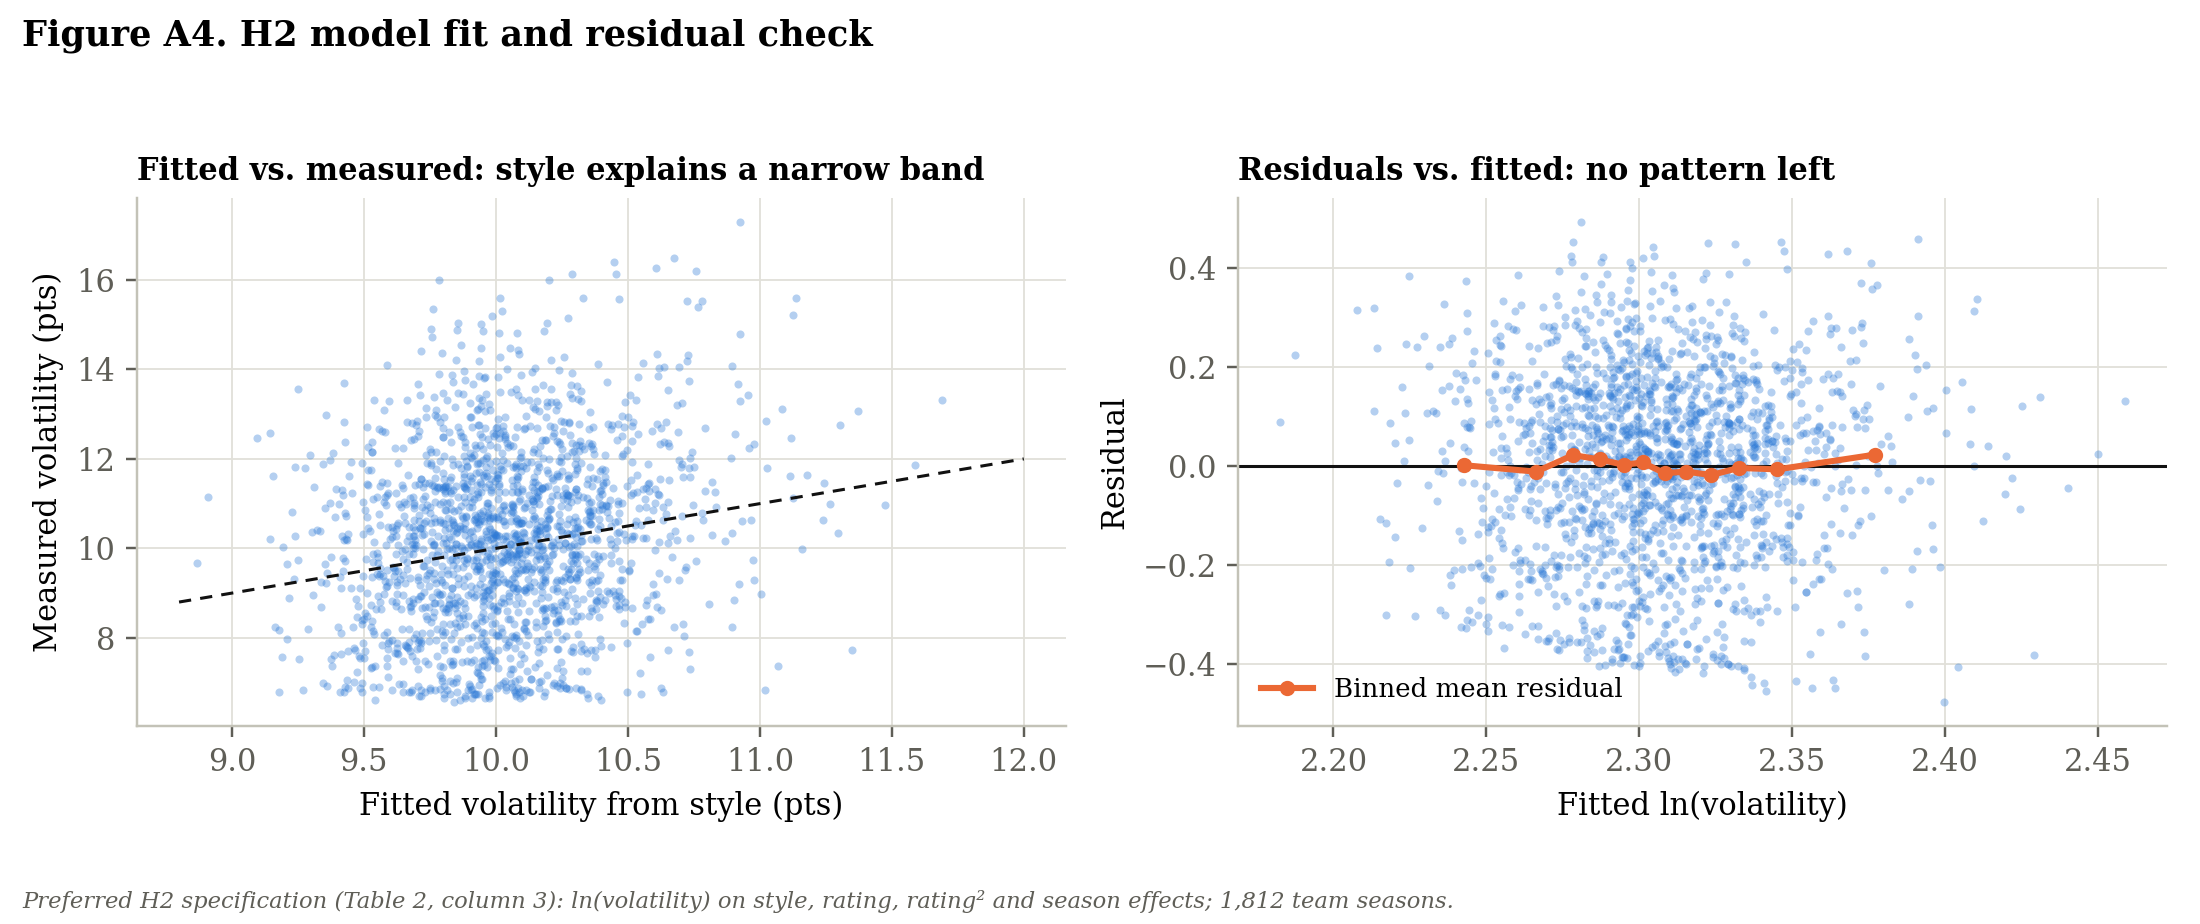 Figure A4. H2 model fit and residual check
Fitted vs. measured: style explains a narrow band
Measured volatility (pts)
16
14
12
10
8
9.0 9.5 10.0 10.5 11.0 11.5 12.0
Fitted volatility from style (pts)
Residuals vs. fitted: no pattern left
Residual
0.4
0.2
0.0
−0.2
−0.4
Binned mean residual
2.20 2.25 2.30 2.35 2.40 2.45
Fitted ln(volatility)
Preferred H2 specification (Table 2, column 3): ln(volatility) on style, rating, rating² and season effects; 1,812 team seasons.